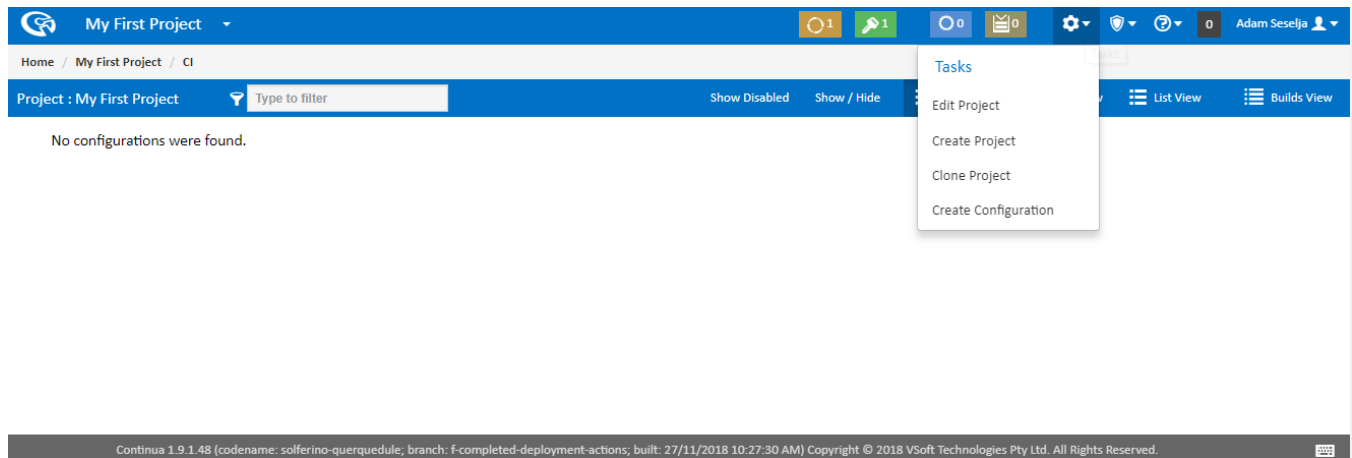 My First Project
1
1
0
0
0
Adam Seselja
Home / My First Project / CI
Tasks
Project : My First Project
Type to filter
Show Disabled
Show / Hide
List View
Builds View
Edit Project
No configurations were found.
Create Project
Clone Project
Create Configuration
Continua 1.9.1.48 (codename: solferino-querquedule; branch: f-completed-deployment-actions; built: 27/11/2018 10:27:30 AM) Copyright © 2018 VSoft Technologies Pty Ltd. All Rights Reserved.